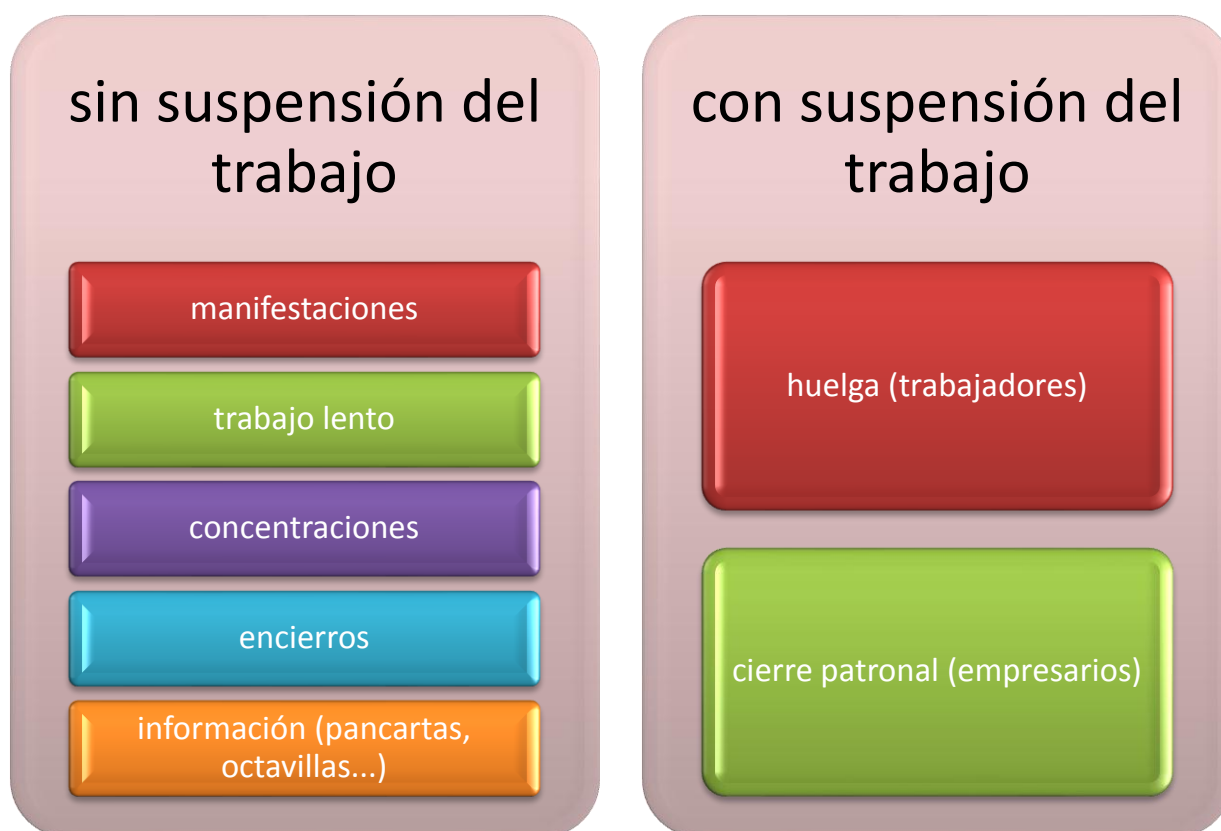 sin suspensión del
trabajo
manifestaciones
trabajo lento
concentraciones
encierros
información (pancartas,
octavillas...)
con suspensión del
trabajo
huelga (trabajadores)
cierre patronal (empresarios)